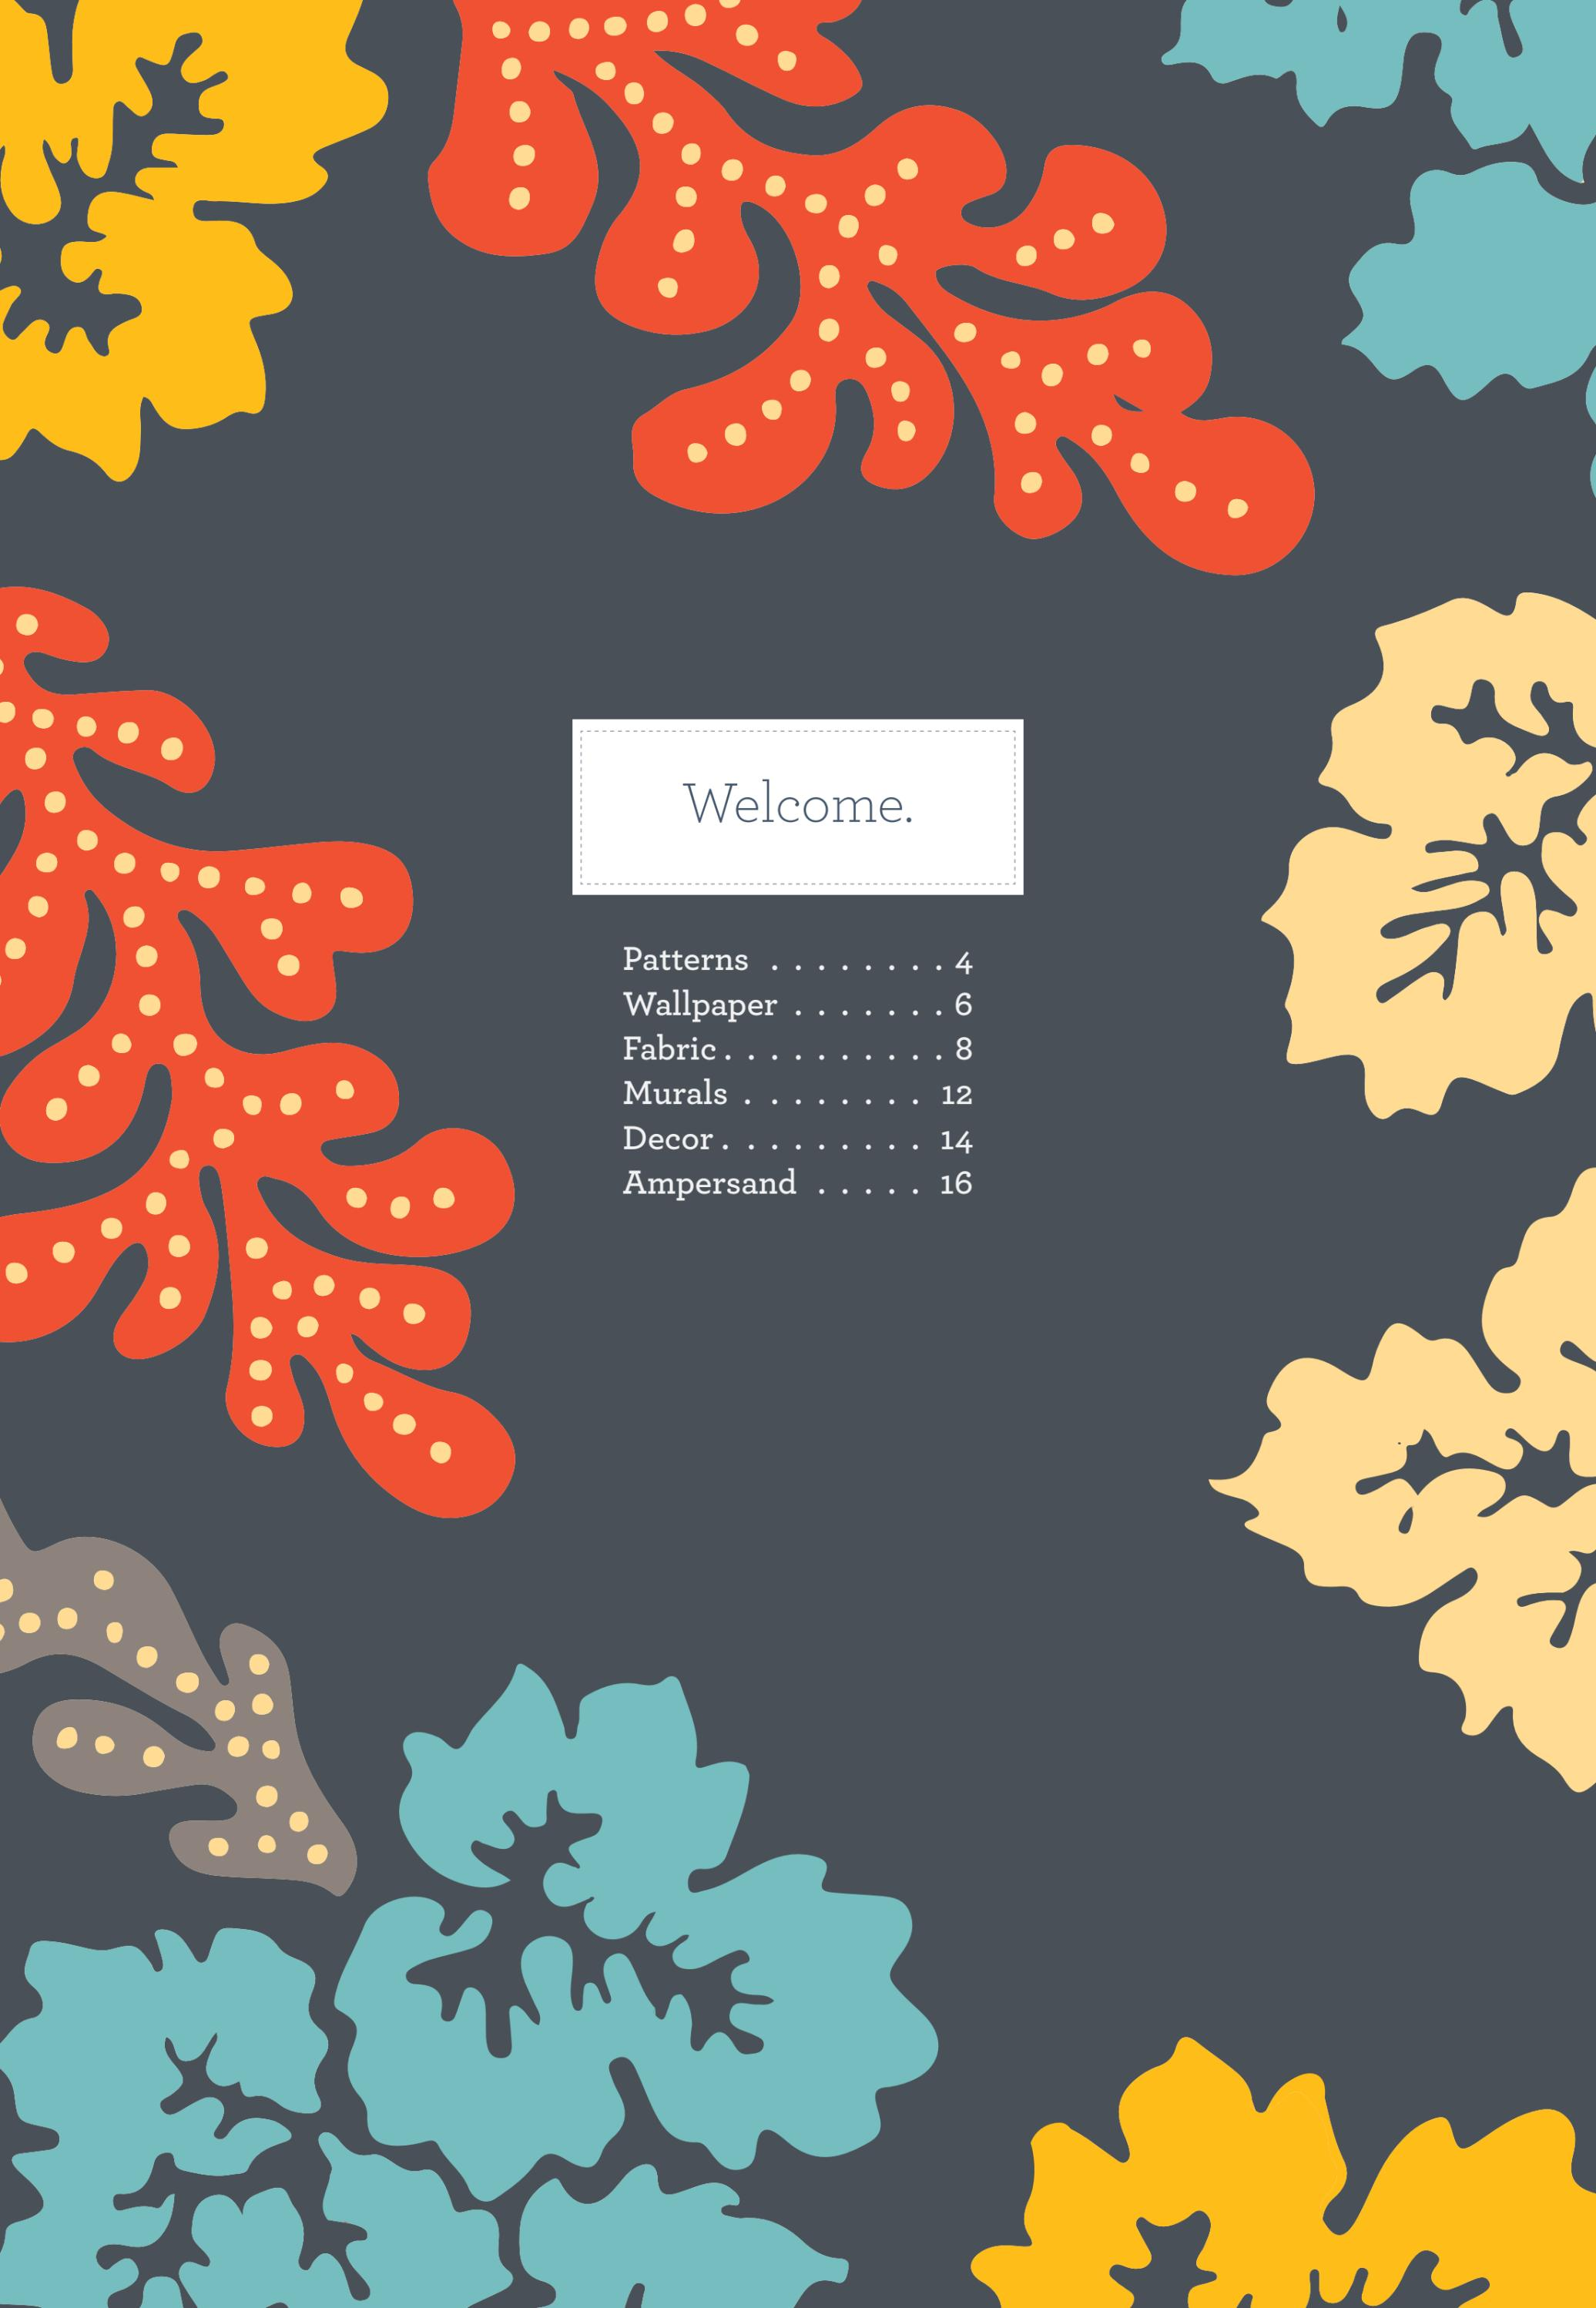 Welcome.
Patterns . . . . . . . . 4
Wallpaper . . . . . . . 6
Fabric . . . . . . . . . . 8
Murals . . . . . . . . 12
Decor . . . . . . . . . 14
Ampersand . . . . . 16